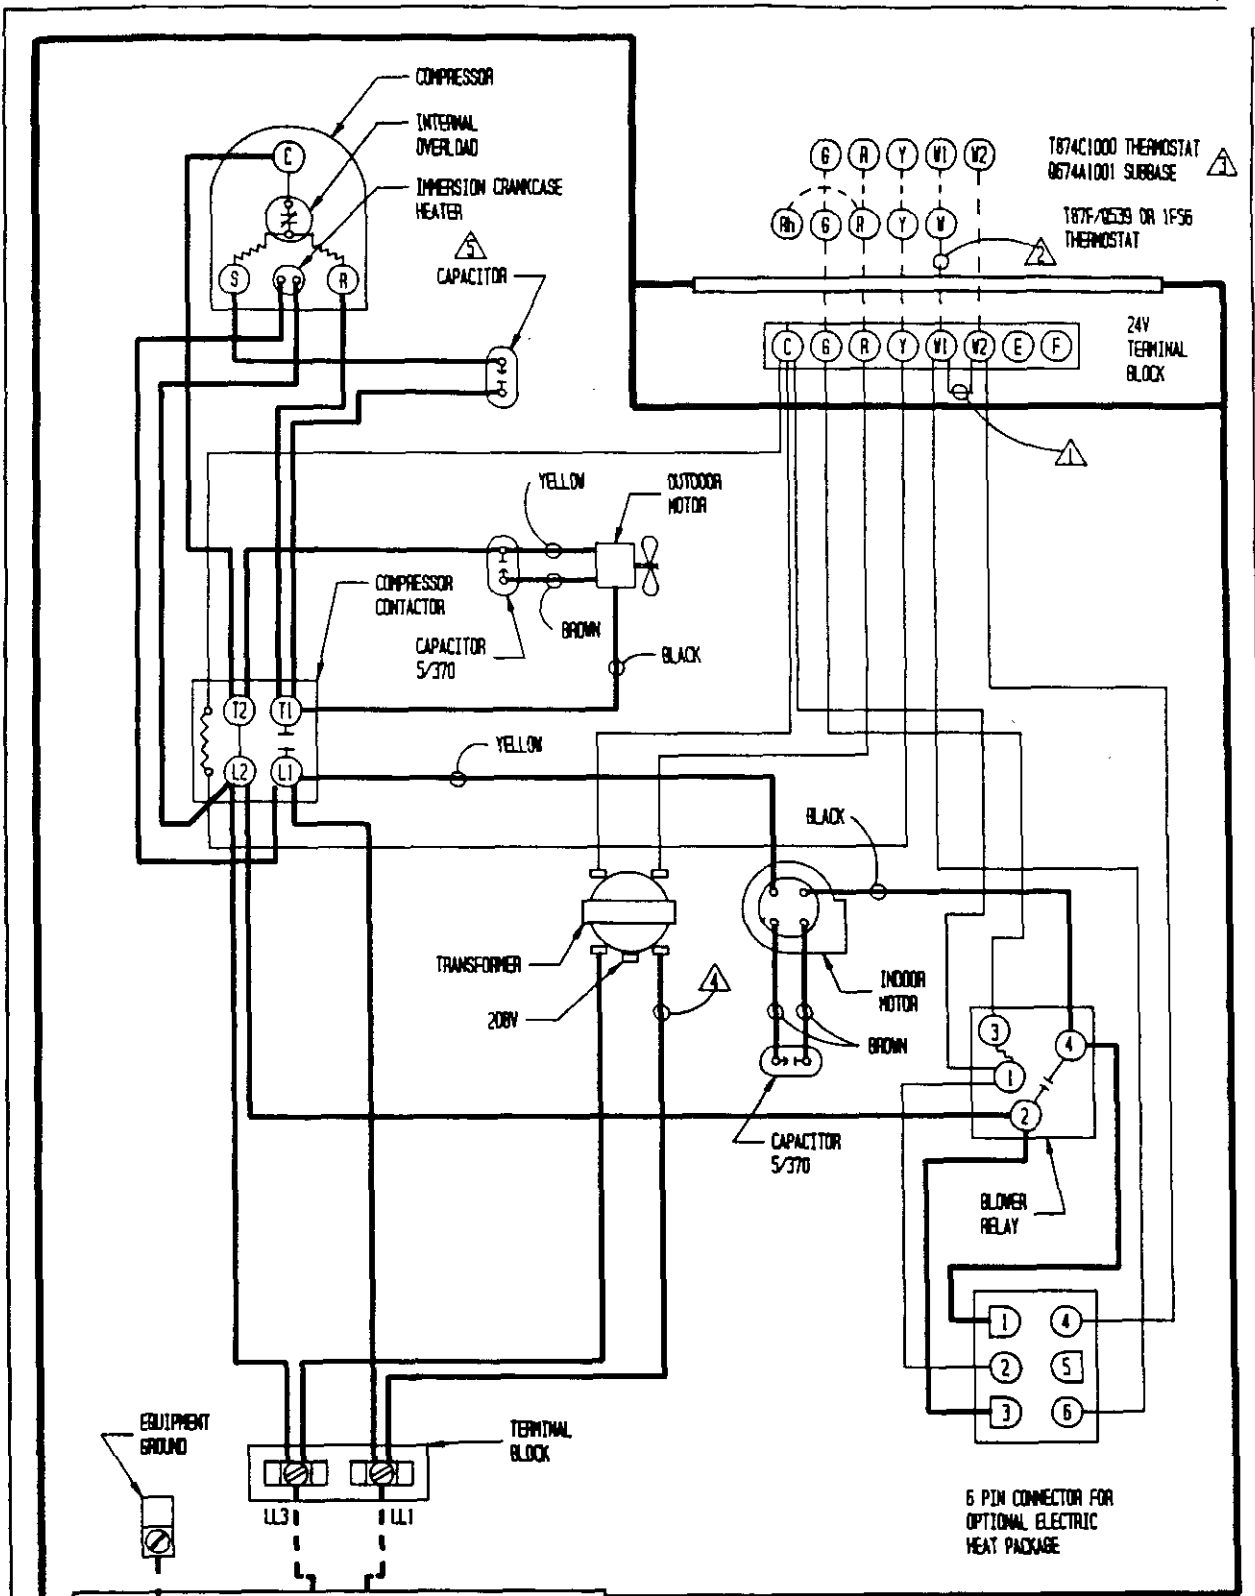 COMPRESSOR
INTERNAL
OVERLOAD
IMMERSION CRANKCASE
HEATER
5
CAPACITOR
C
S
R
G R Y W1 W2
T874C1000 THERMOSTAT
Q674A1001 SUBBASE
3
Rh G R Y W
T87F/Q539 OR 1F56
THERMOSTAT
2
C G R Y W1 W2 E F
24V
TERMINAL
BLOCK
1
YELLOW
OUTDOOR
MOTOR
COMPRESSOR
CONTACTOR
CAPACITOR
5/370
BROWN
BLACK
T2 T1
L2 L1
YELLOW
BLACK
TRANSFORMER
208V
4
INDOOR
MOTOR
BROWN
CAPACITOR
5/370
3
4
1
2
BLOWER
RELAY
1 4
2 5
3 6
6 PIN CONNECTOR FOR
OPTIONAL ELECTRIC
HEAT PACKAGE
EQUIPMENT
GROUND
TERMINAL
BLOCK
LL3 LL1